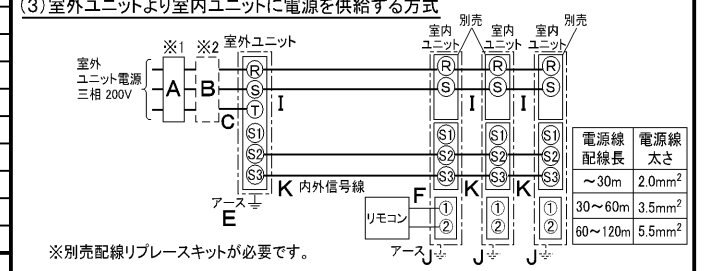 (3)室外ユニットより室内ユニットに電源を供給する方式
※1 ※2 室外ユニット
室内ユニット 別売 室内ユニット 室内ユニット 別売
室外
ユニット電源
三相 200V
A B C
R
S
T
S1
S2
S3
I I I
R R R
S S S
S1 S1 S1
S2 S2 S2
S3 S3 S3
K 内外信号線 K K
アース
E
F
リモコン
① ① ①
② ② ②
アース J J J
電源線配線長 電源線太さ
～30m 2.0mm²
30～60m 3.5mm²
60～120m 5.5mm²
※別売配線リプレースキットが必要です。